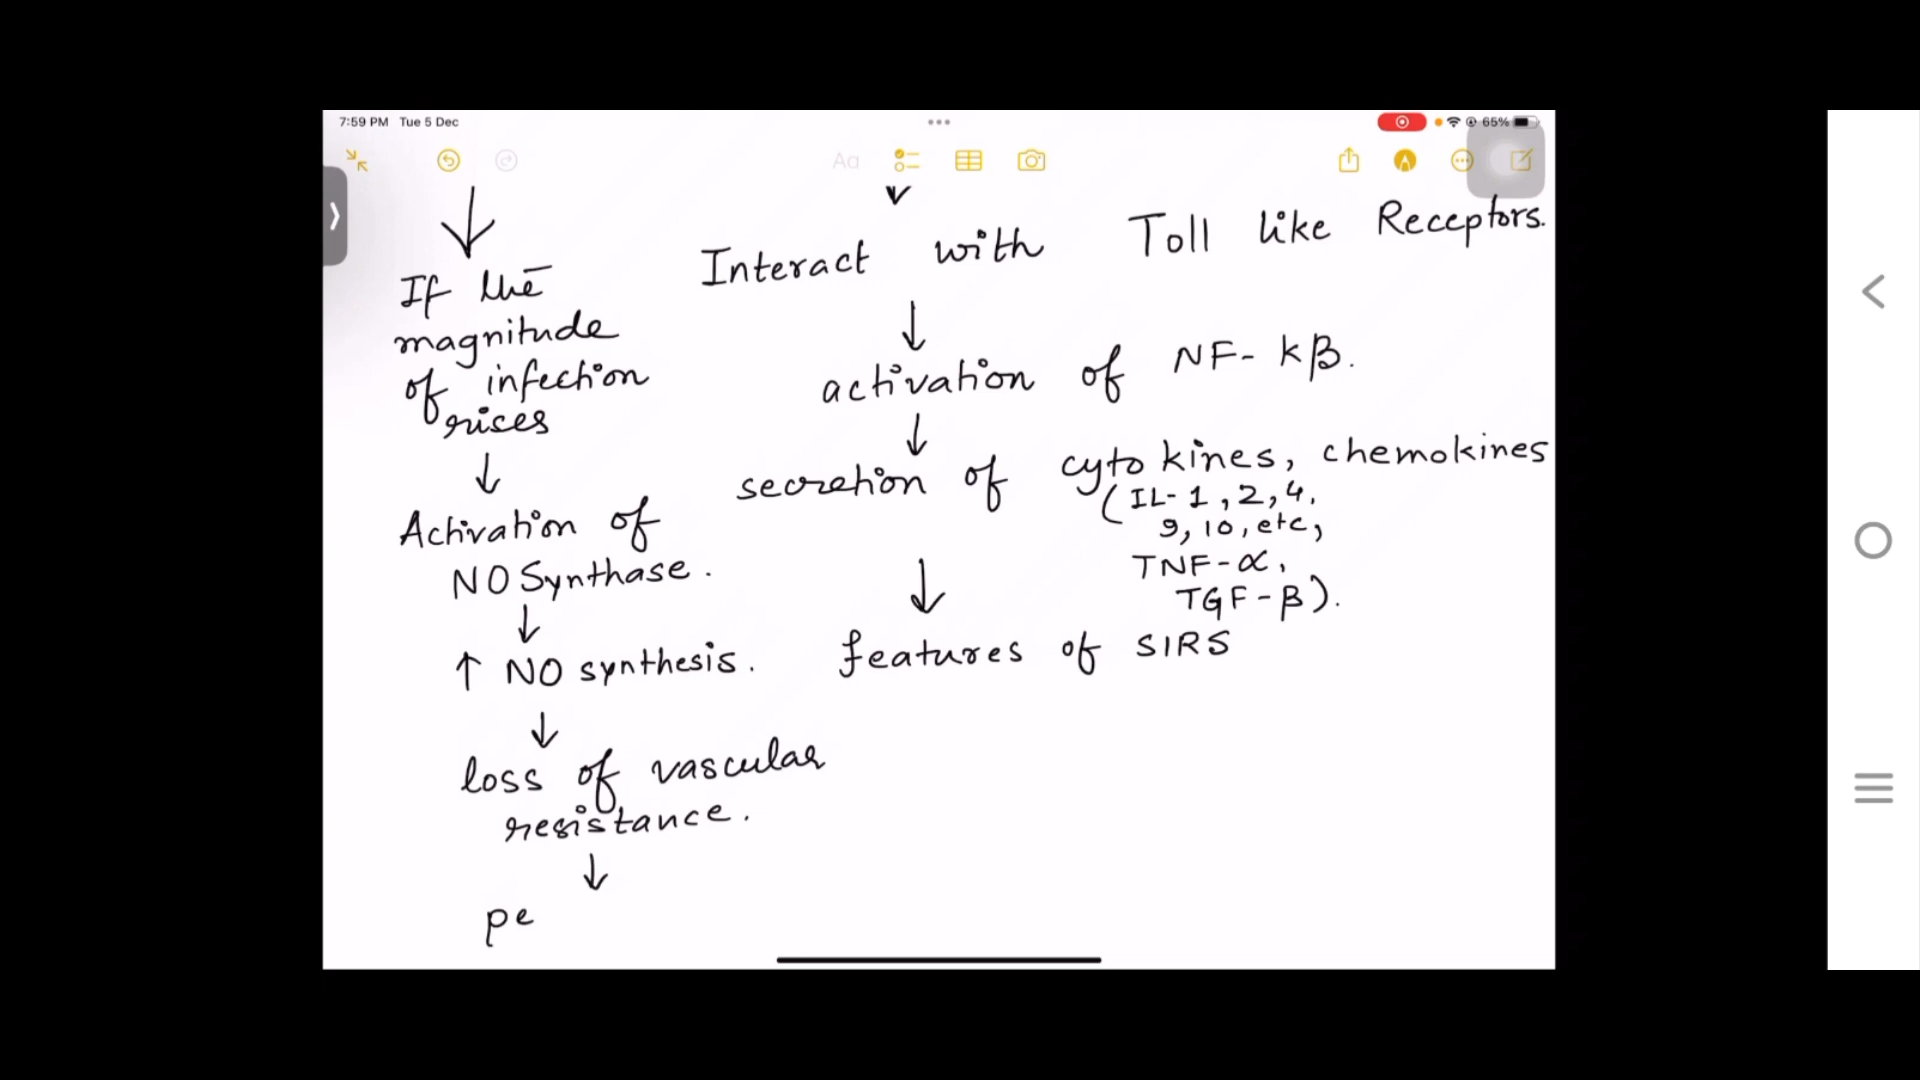 7:59 PM Tue 5 Dec
65%
Aa
If the
magnitude
of infection
rises
↓
Activation of
NO Synthase.
↓
↑ NO synthesis.
↓
loss of vascular
resistance.
↓
pe
Interact with Toll like Receptors.
↓
activation of NF-kβ.
↓
secretion of cytokines, chemokines
(IL-1,2,4,
9,10,etc,
TNF-α,
TGF-β).
↓
features of SIRS